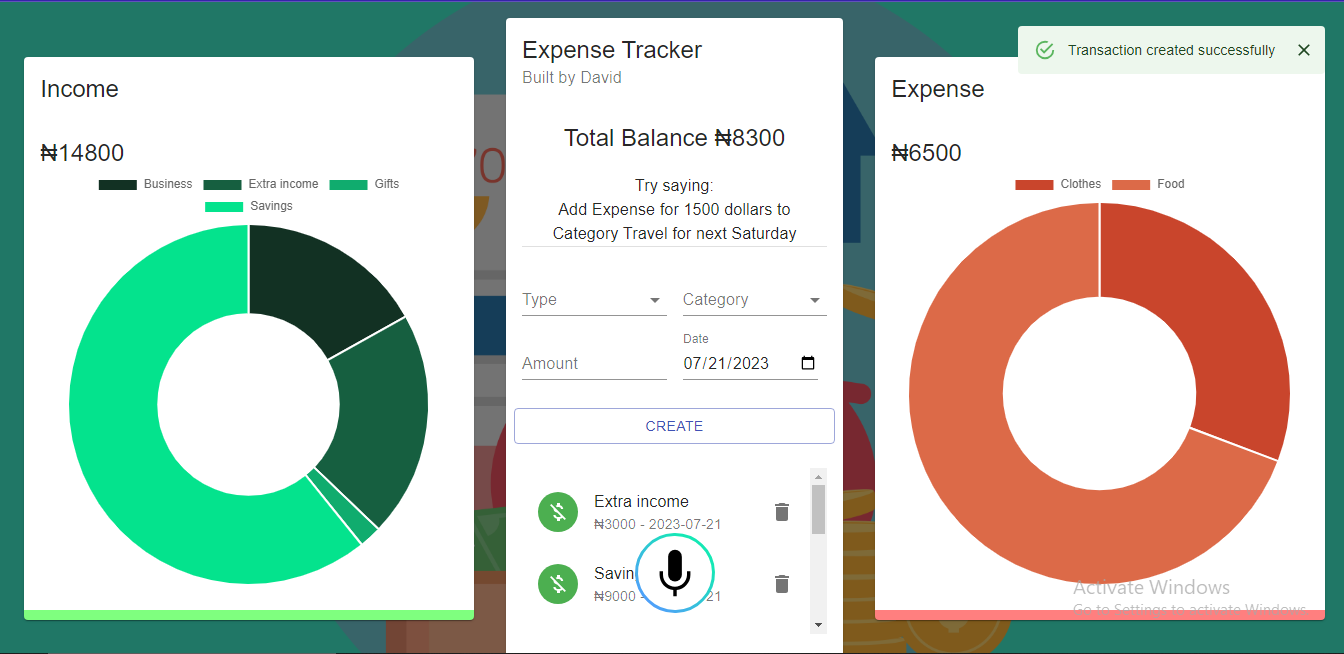 Income
₦14800
Business Extra income Gifts
Savings
Expense Tracker
Built by David
Total Balance ₦8300
Try saying:
Add Expense for 1500 dollars to
Category Travel for next Saturday
Type Category
Date
Amount 07/21/2023
CREATE
Extra income
₦3000 - 2023-07-21
Savin
₦9000 - 21
Transaction created successfully
Expense
₦6500
Clothes Food
Activate Windows
Go to Settings to activate Windows.